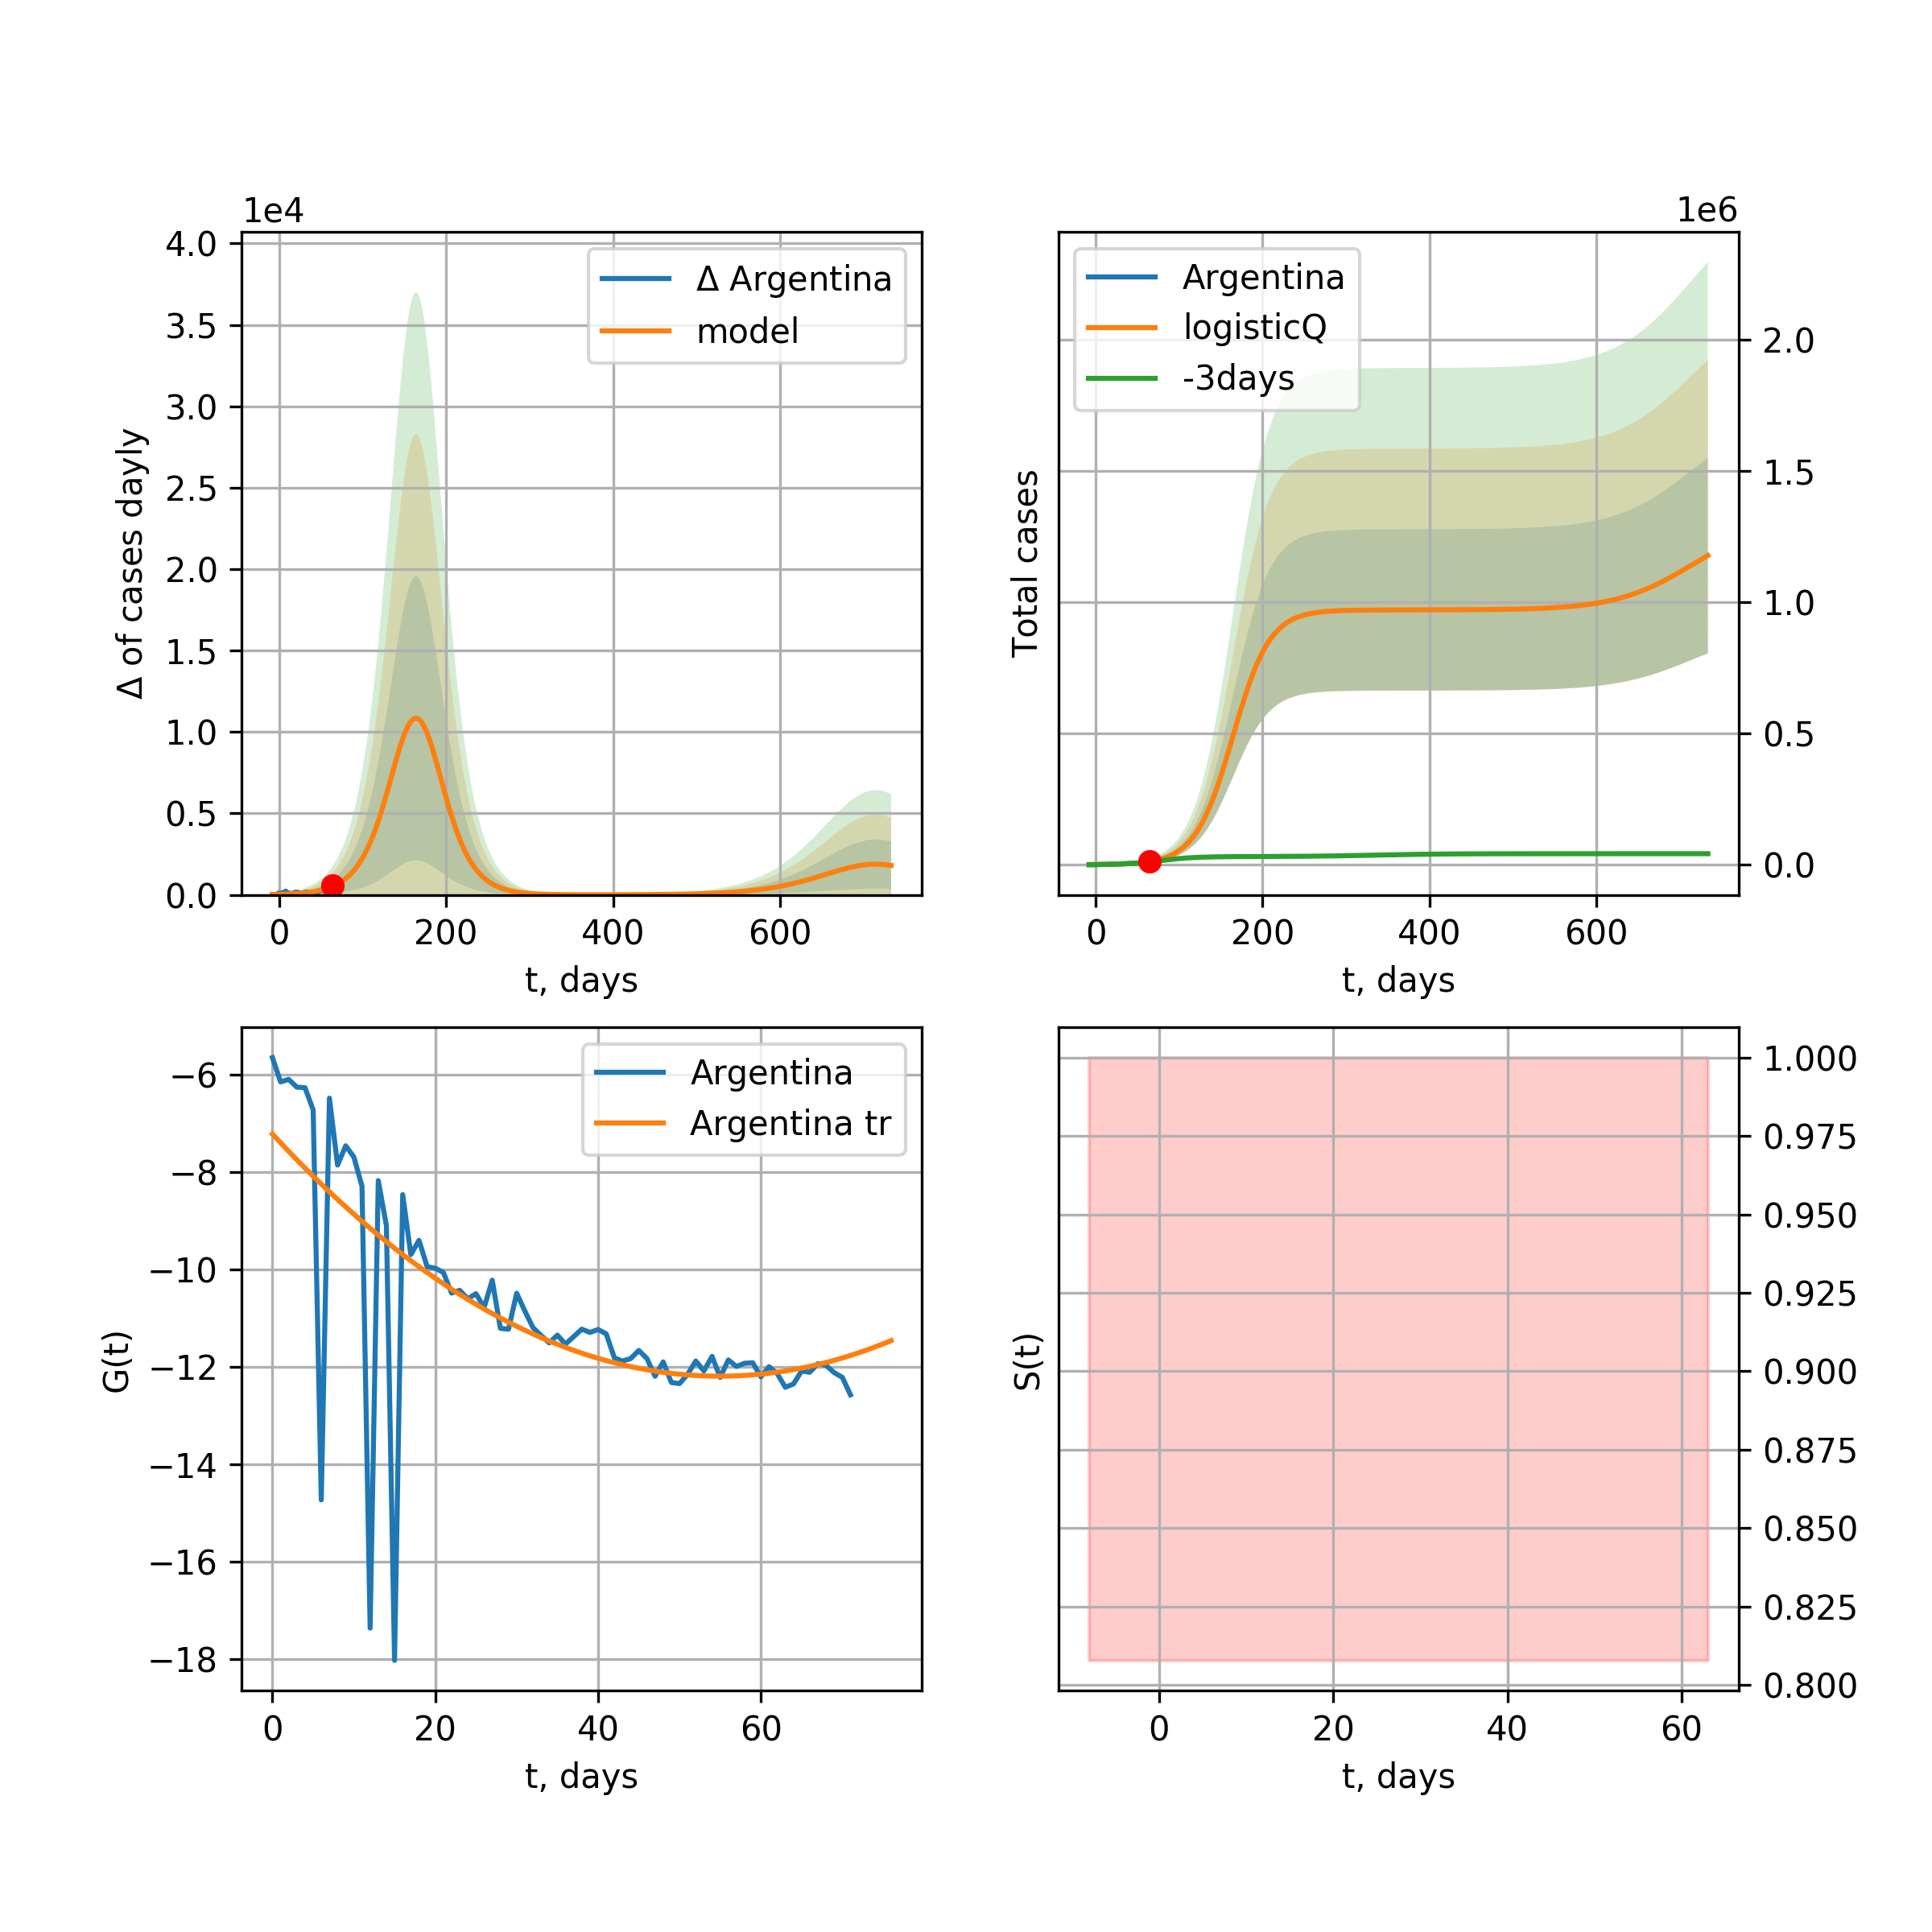 1e4
4.0
3.5
3.0
2.5
2.0
1.5
1.0
0.5
0.0
Δ of cases dayly
Δ Argentina
model
0 200 400 600
t, days
1e6
Argentina
logisticQ
-3days
Total cases
2.0
1.5
1.0
0.5
0.0
0 200 400 600
t, days
−6
−8
−10
−12
−14
−16
−18
G(t)
Argentina
Argentina tr
0 20 40 60
t, days
S(t)
1.000
0.975
0.950
0.925
0.900
0.875
0.850
0.825
0.800
0 20 40 60
t, days